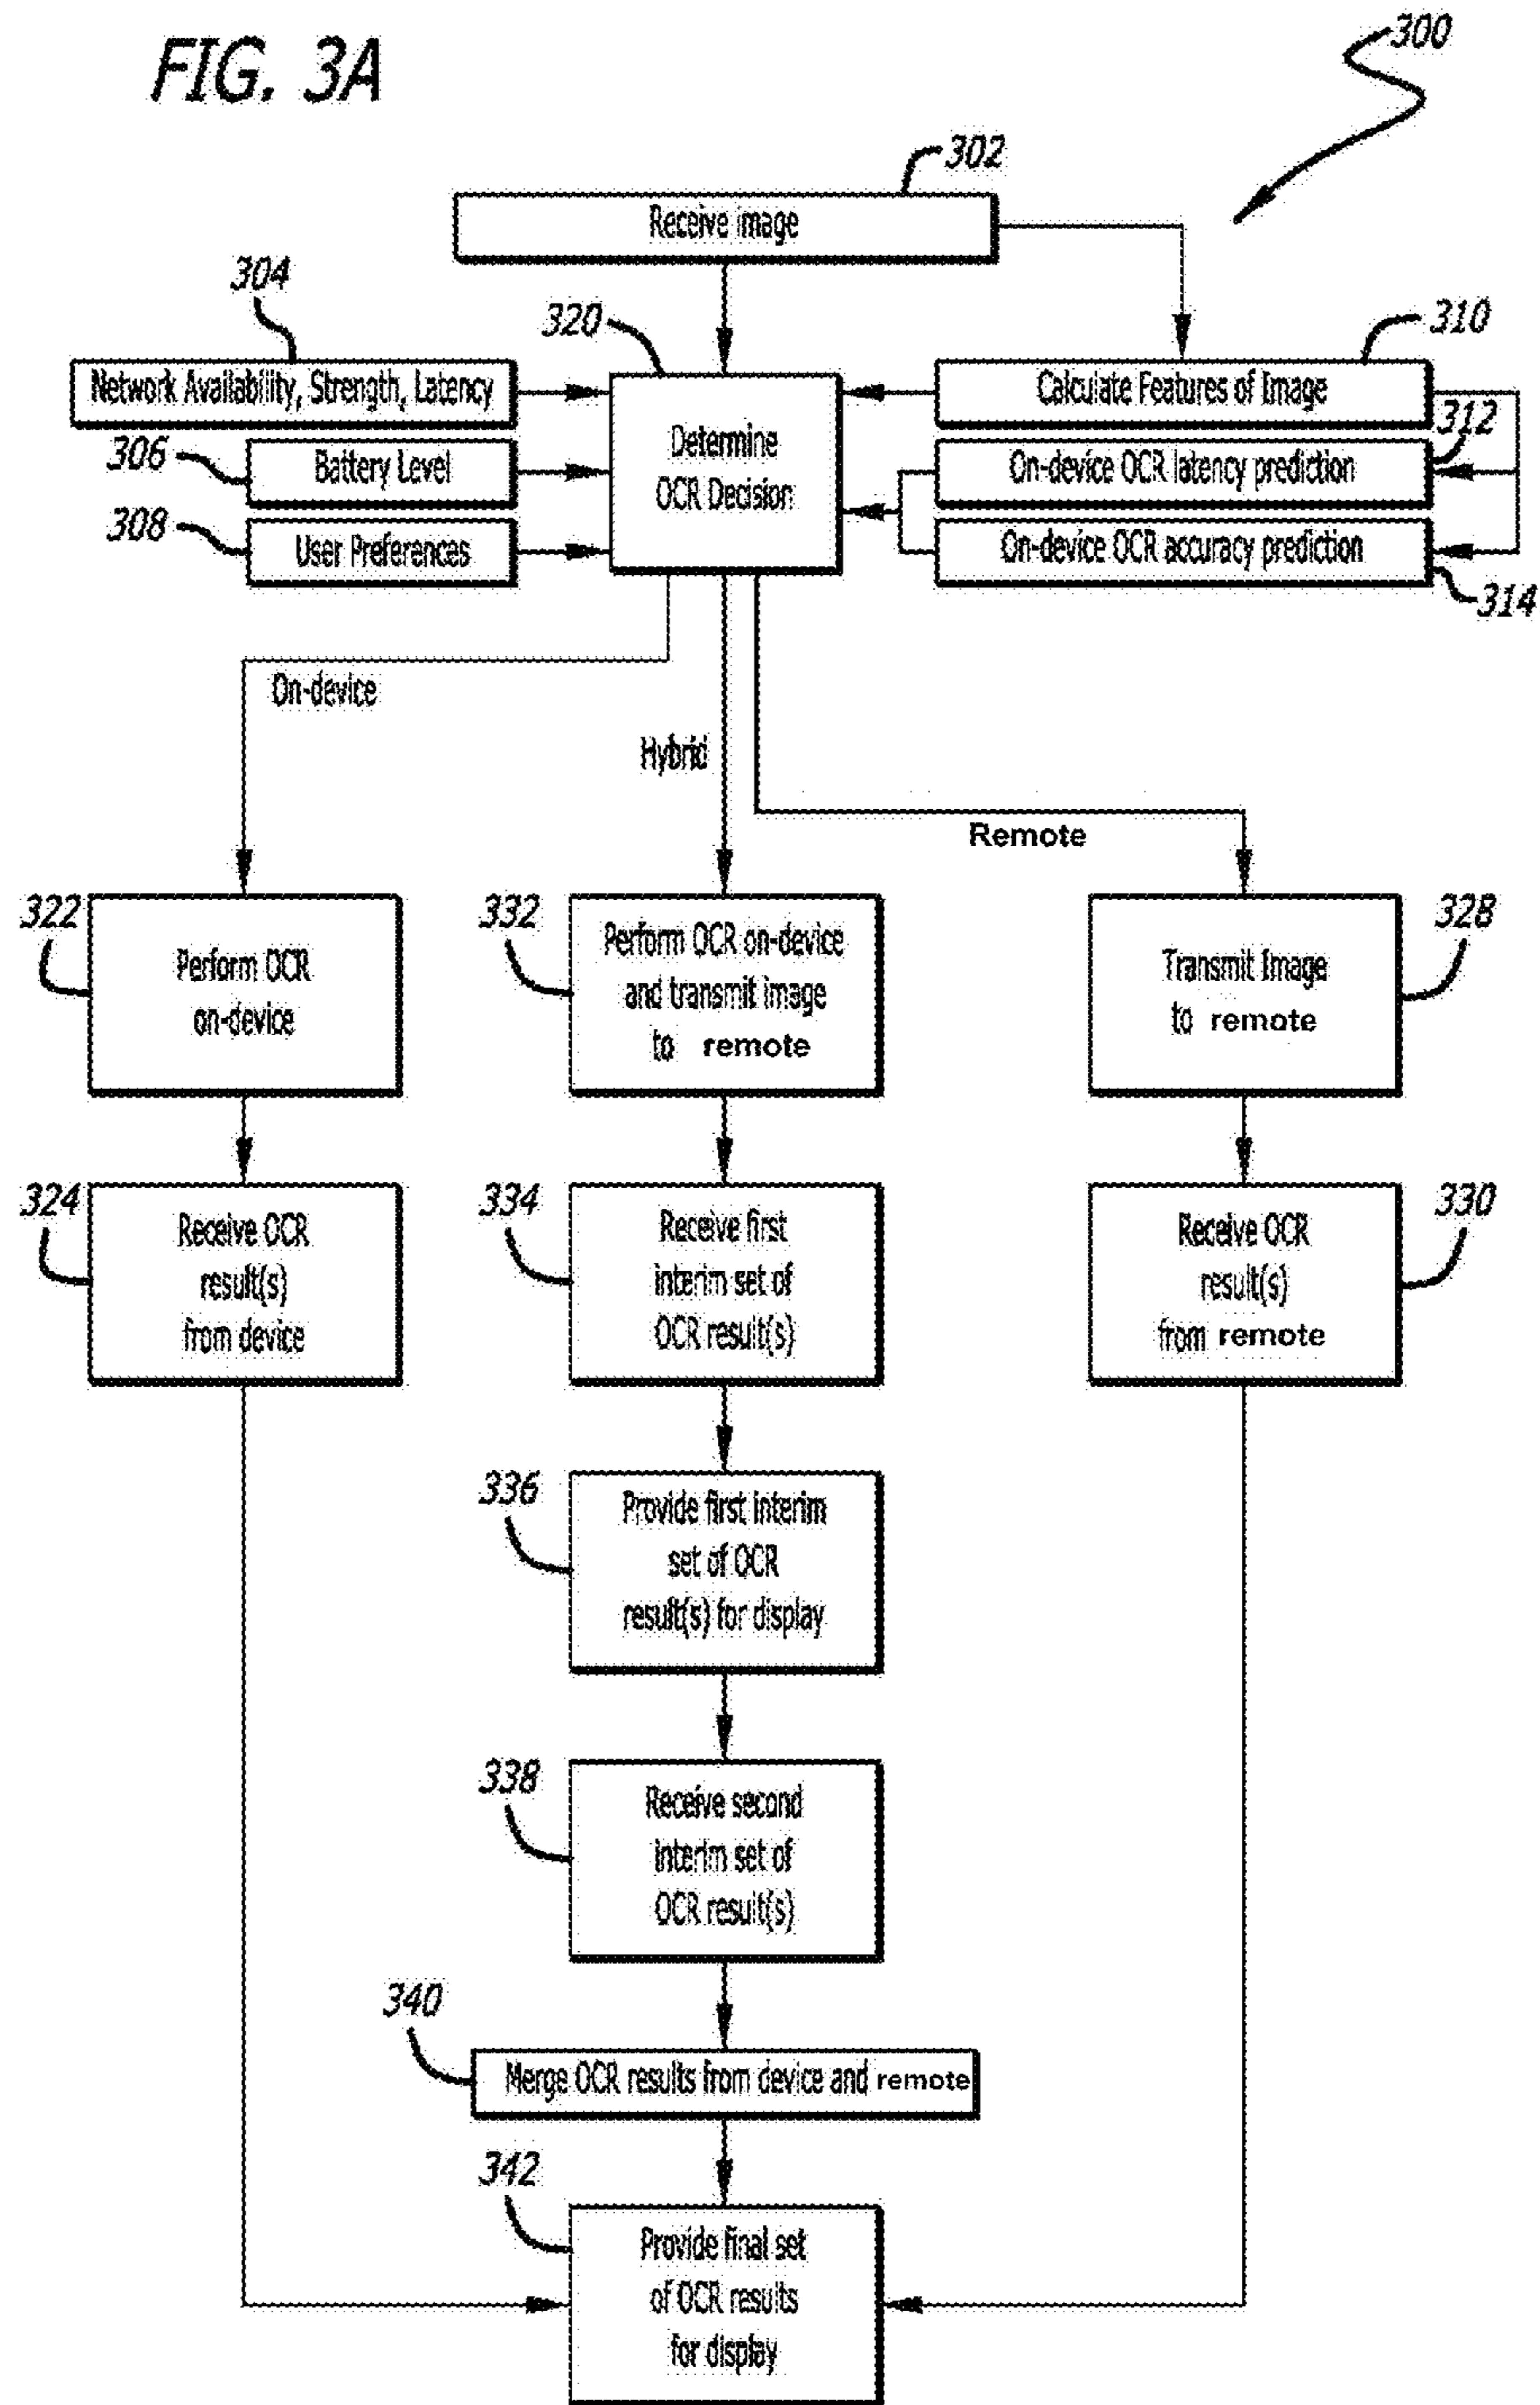 FIG. 3A
300
302
Receive image
304
320
310
Network Availability, Strength, Latency
Calculate Features of Image
312
306
Battery Level
Determine
OCR Decision
On-device OCR latency prediction
308
User Preferences
On-device OCR accuracy prediction
314
On-device
Hybrid
Remote
322
Perform OCR
on-device
332
Perform OCR on-device
and transmit image
to remote
328
Transmit Image
to remote
324
Receive OCR
result(s)
from device
334
Receive first
interim set of
OCR result(s)
330
Receive OCR
result(s)
from remote
336
Provide first interim
set of OCR
result(s) for display
338
Receive second
interim set of
OCR result(s)
340
Merge OCR results from device and remote
342
Provide final set
of OCR results
for display